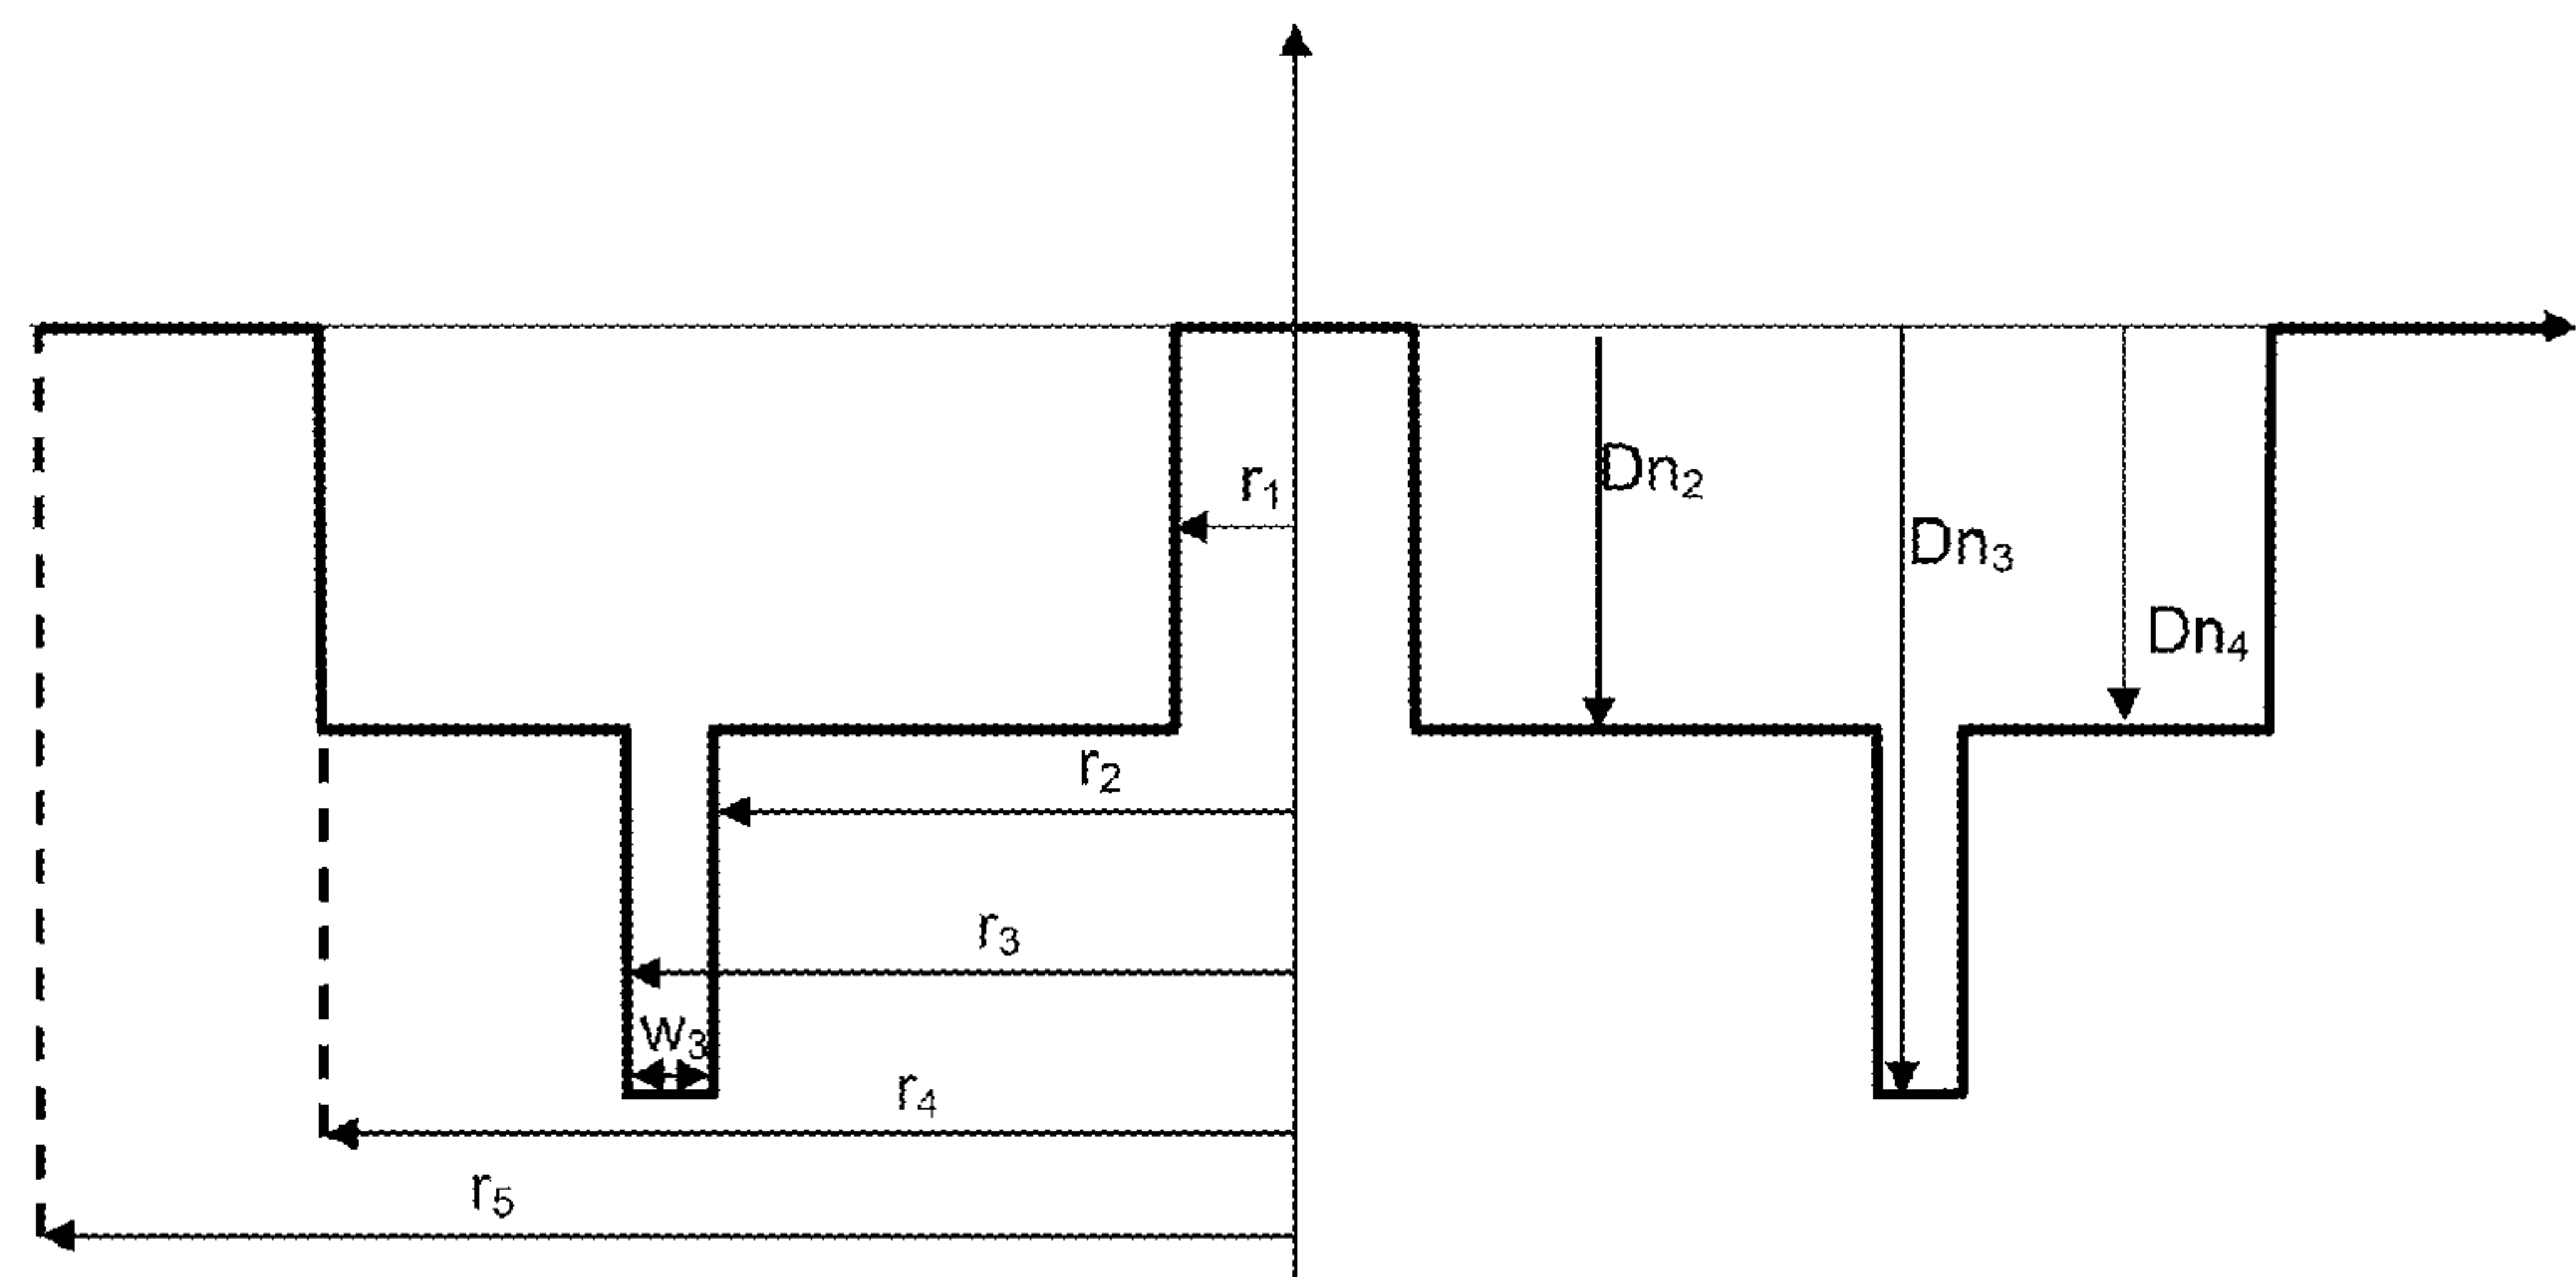 r₁
Dn₂
Dn₃
Dn₄
r₂
r₃
w₃
r₄
r₅